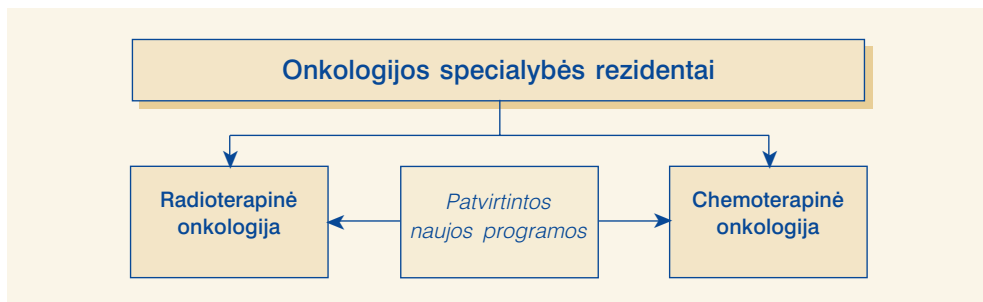 Onkologijos specialybės rezidentai
Radioterapinė
onkologija
Patvirtintos
naujos programos
Chemoterapinė
onkologija